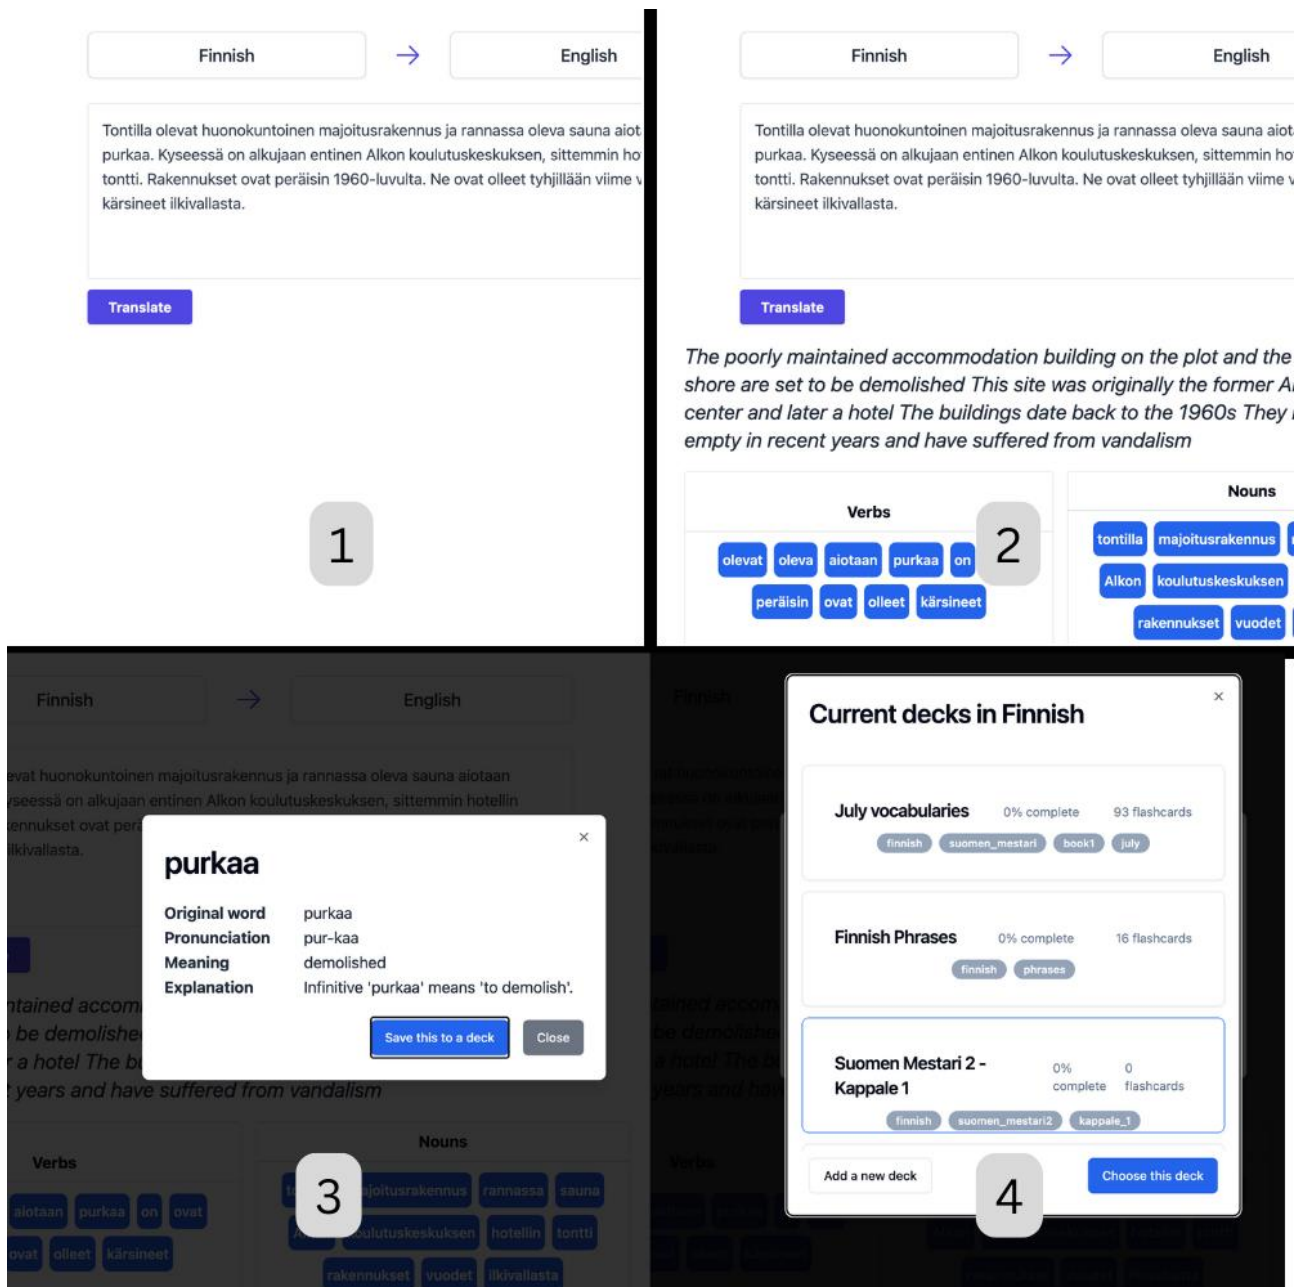 Finnish → English
Tontilla olevat huonokuntoinen majoitusrakennus ja rannassa oleva sauna
purkaa. Kyseessä on alkujaan entinen Alkon koulutuskeskuksen, sittemmin
tontti. Rakennukset ovat peräisin 1960-luvulta. Ne ovat olleet tyhjillään viime
kärsineet ilkivallasta.
Translate
1
Finnish → English
Tontilla olevat huonokuntoinen majoitusrakennus ja rannassa oleva sauna
purkaa. Kyseessä on alkujaan entinen Alkon koulutuskeskuksen, sittemmin
tontti. Rakennukset ovat peräisin 1960-luvulta. Ne ovat olleet tyhjillään viime
kärsineet ilkivallasta.
Translate
The poorly maintained accommodation building on the plot and the
shore are set to be demolished This site was originally the former
center and later a hotel The buildings date back to the 1960s They
empty in recent years and have suffered from vandalism
Verbs
olevat oleva aiotaan purkaa on
peräisin ovat olleet kärsineet
Nouns
tontilla majoitusrakennus
Alkon koulutuskeskuksen
rakennukset vuodet
2
Finnish → English
huonokuntoinen majoitusrakennus ja rannassa oleva sauna aiotaan
on alkujaan entinen Alkon koulutuskeskuksen, sittemmin hotellin
ovat
purkaa
×
Original word purkaa
Pronunciation pur-kaa
Meaning demolished
Explanation Infinitive 'purkaa' means 'to demolish'.
Save this to a deck Close
be demolished
a hotel The
years and have suffered from vandalism
Verbs
aiotaan purkaa on ovat
ovat olleet kärsineet
Nouns
rannassa sauna
hotellin tontti
rakennukset vuodet ilkivallasta
3
Finnish
Current decks in Finnish
×
July vocabularies 0% complete 93 flashcards
finnish suomen_mestari book1 july
Finnish Phrases 0% complete 16 flashcards
finnish phrases
Suomen Mestari 2 - 0% 0
Kappale 1 complete flashcards
finnish suomen_mestari2 kappale_1
Add a new deck Choose this deck
Verbs
4